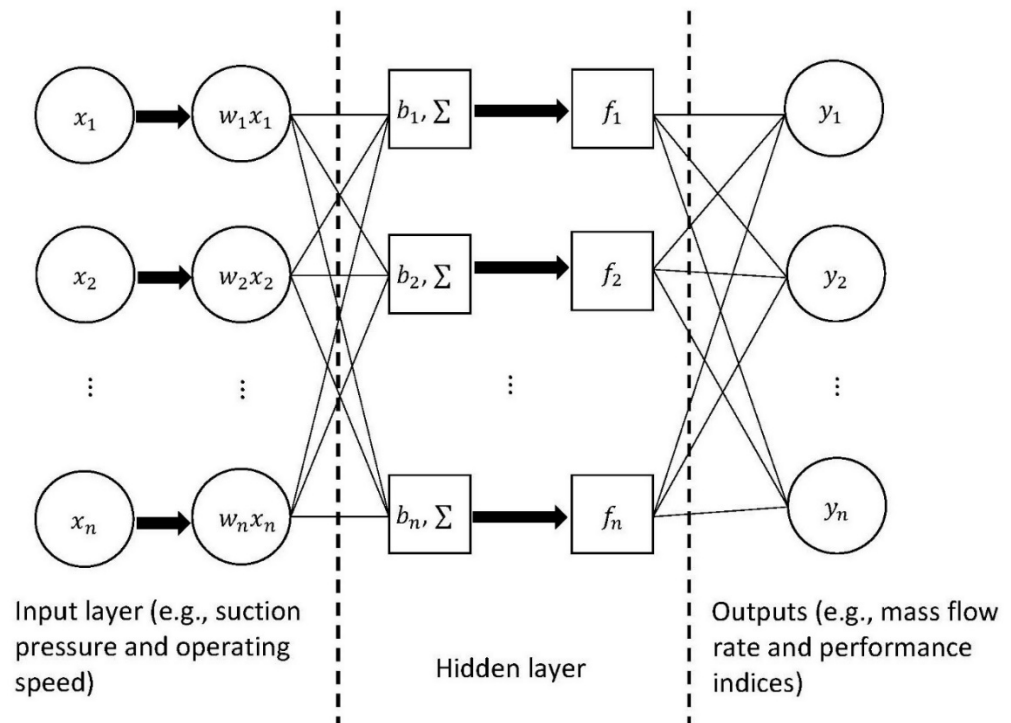 x₁ w₁x₁ b₁, ∑ f₁ y₁
x₂ w₂x₂ b₂, ∑ f₂ y₂
⋮ ⋮ ⋮ ⋮
xₙ wₙxₙ bₙ, ∑ fₙ yₙ
Input layer (e.g., suction
pressure and operating
speed)
Hidden layer
Outputs (e.g., mass flow
rate and performance
indices)